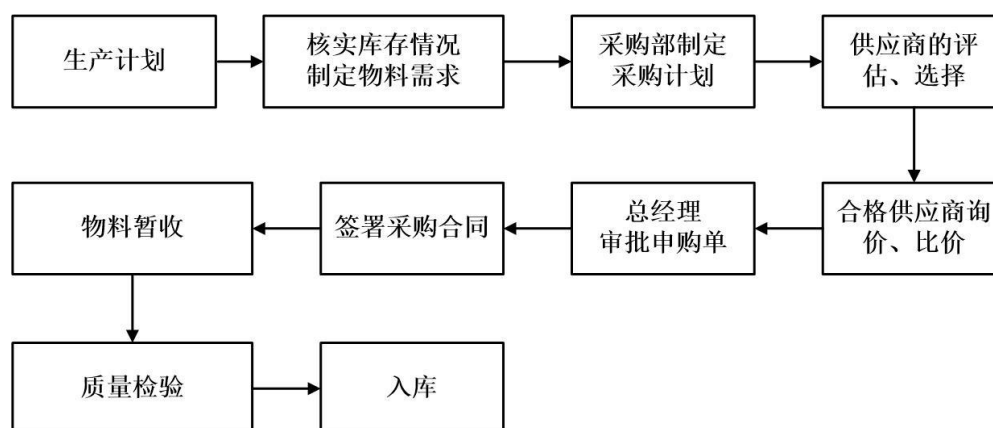 生产计划
核实库存情况
制定物料需求
采购部制定
采购计划
供应商的评
估、选择
合格供应商询
价、比价
总经理
审批申购单
签署采购合同
物料暂收
质量检验
入库